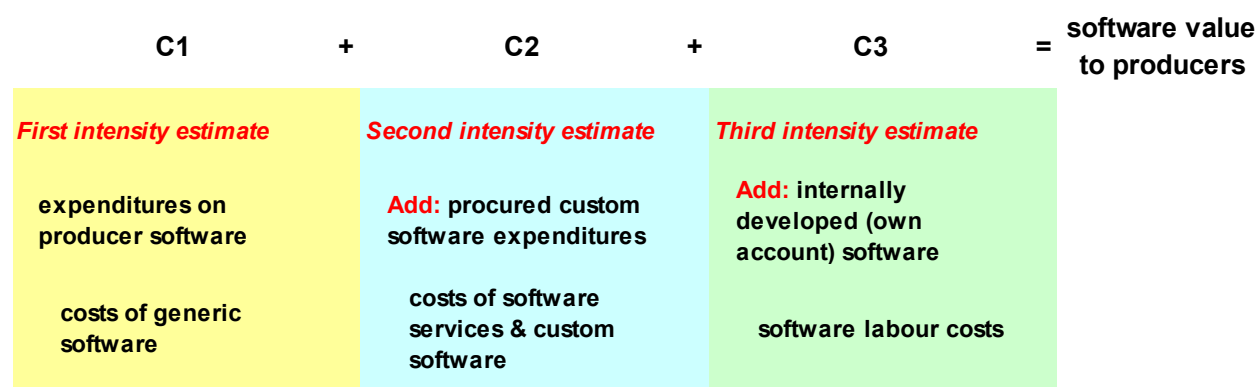 C1 + C2 + C3 = software value
to producers
First intensity estimate
expenditures on
producer software
costs of generic
software
Second intensity estimate
Add: procured custom
software expenditures
costs of software
services & custom
software
Third intensity estimate
Add: internally
developed (own
account) software
software labour costs